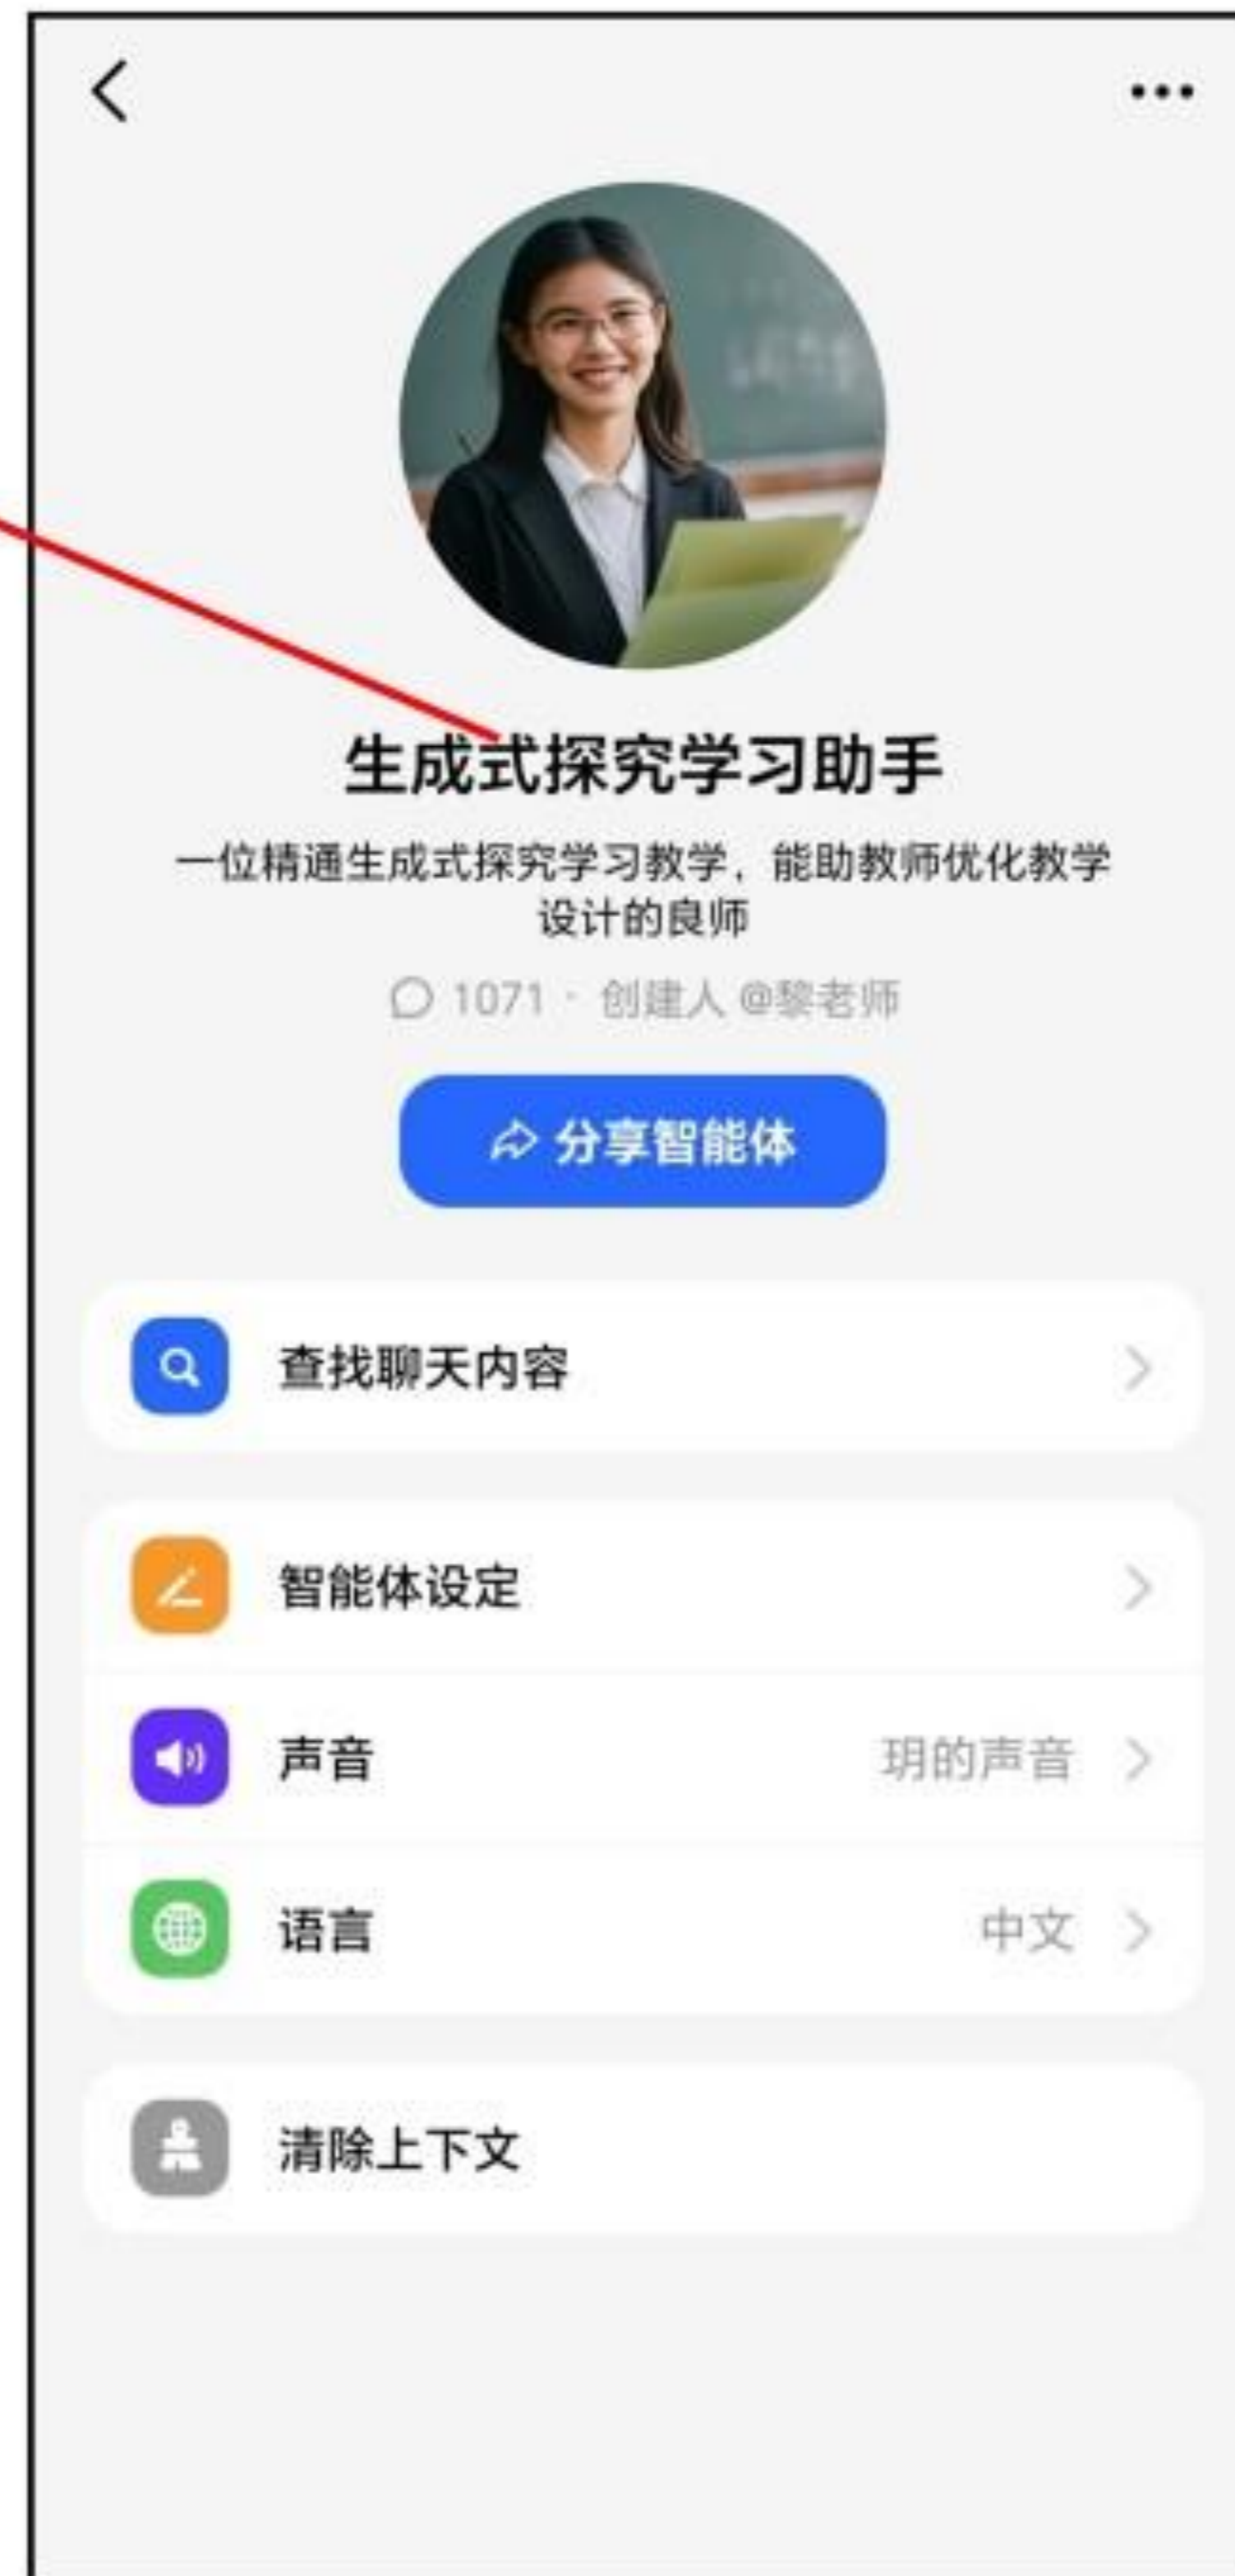 生成式探究学习助手
一位精通生成式探究学习教学，能助教师优化教学
设计的良师
1071 · 创建人 @黎老师
分享智能体
查找聊天内容
智能体设定
声音
玥的声音
语言
中文
清除上下文